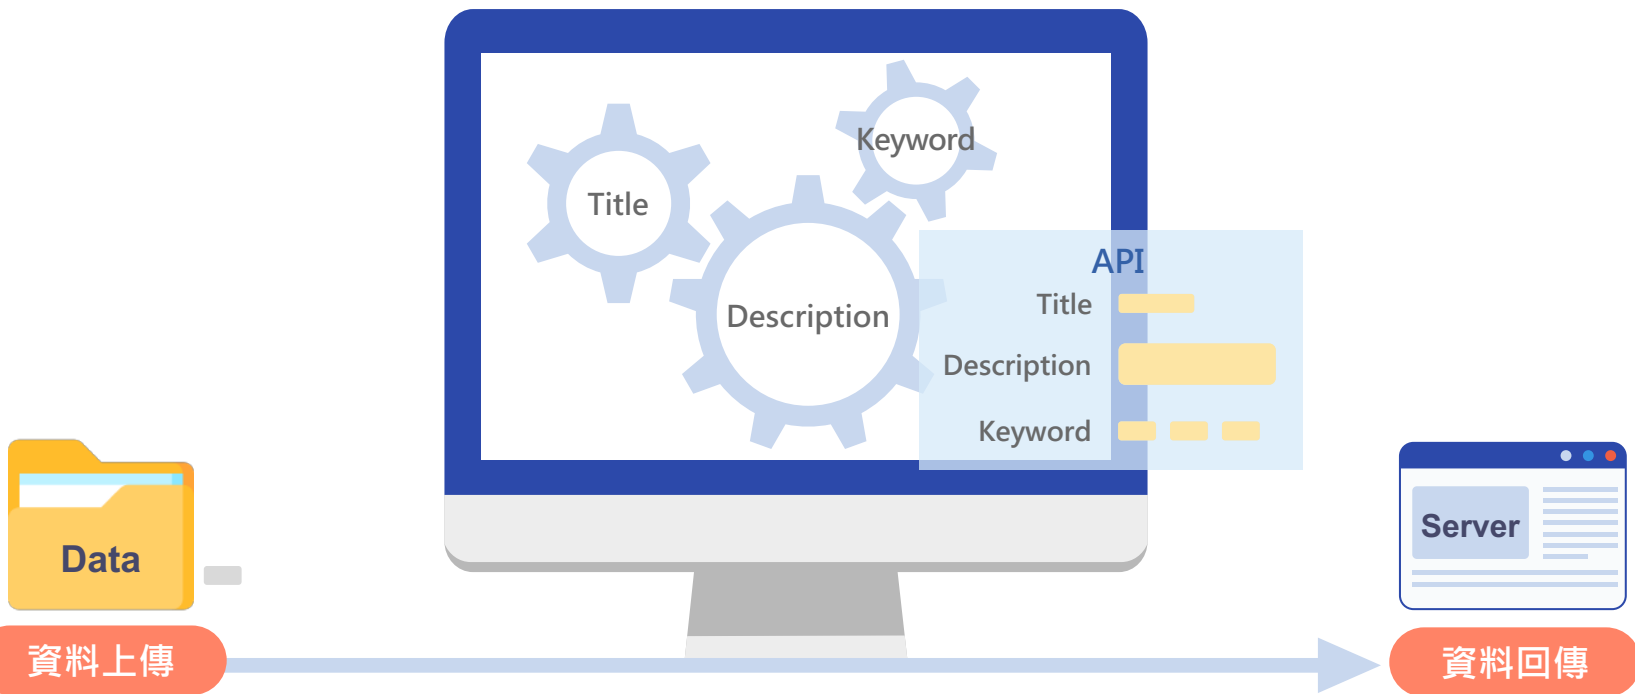 Keyword
Title
Description
API
Title
Description
Keyword
Data
Server
資料上傳
資料回傳